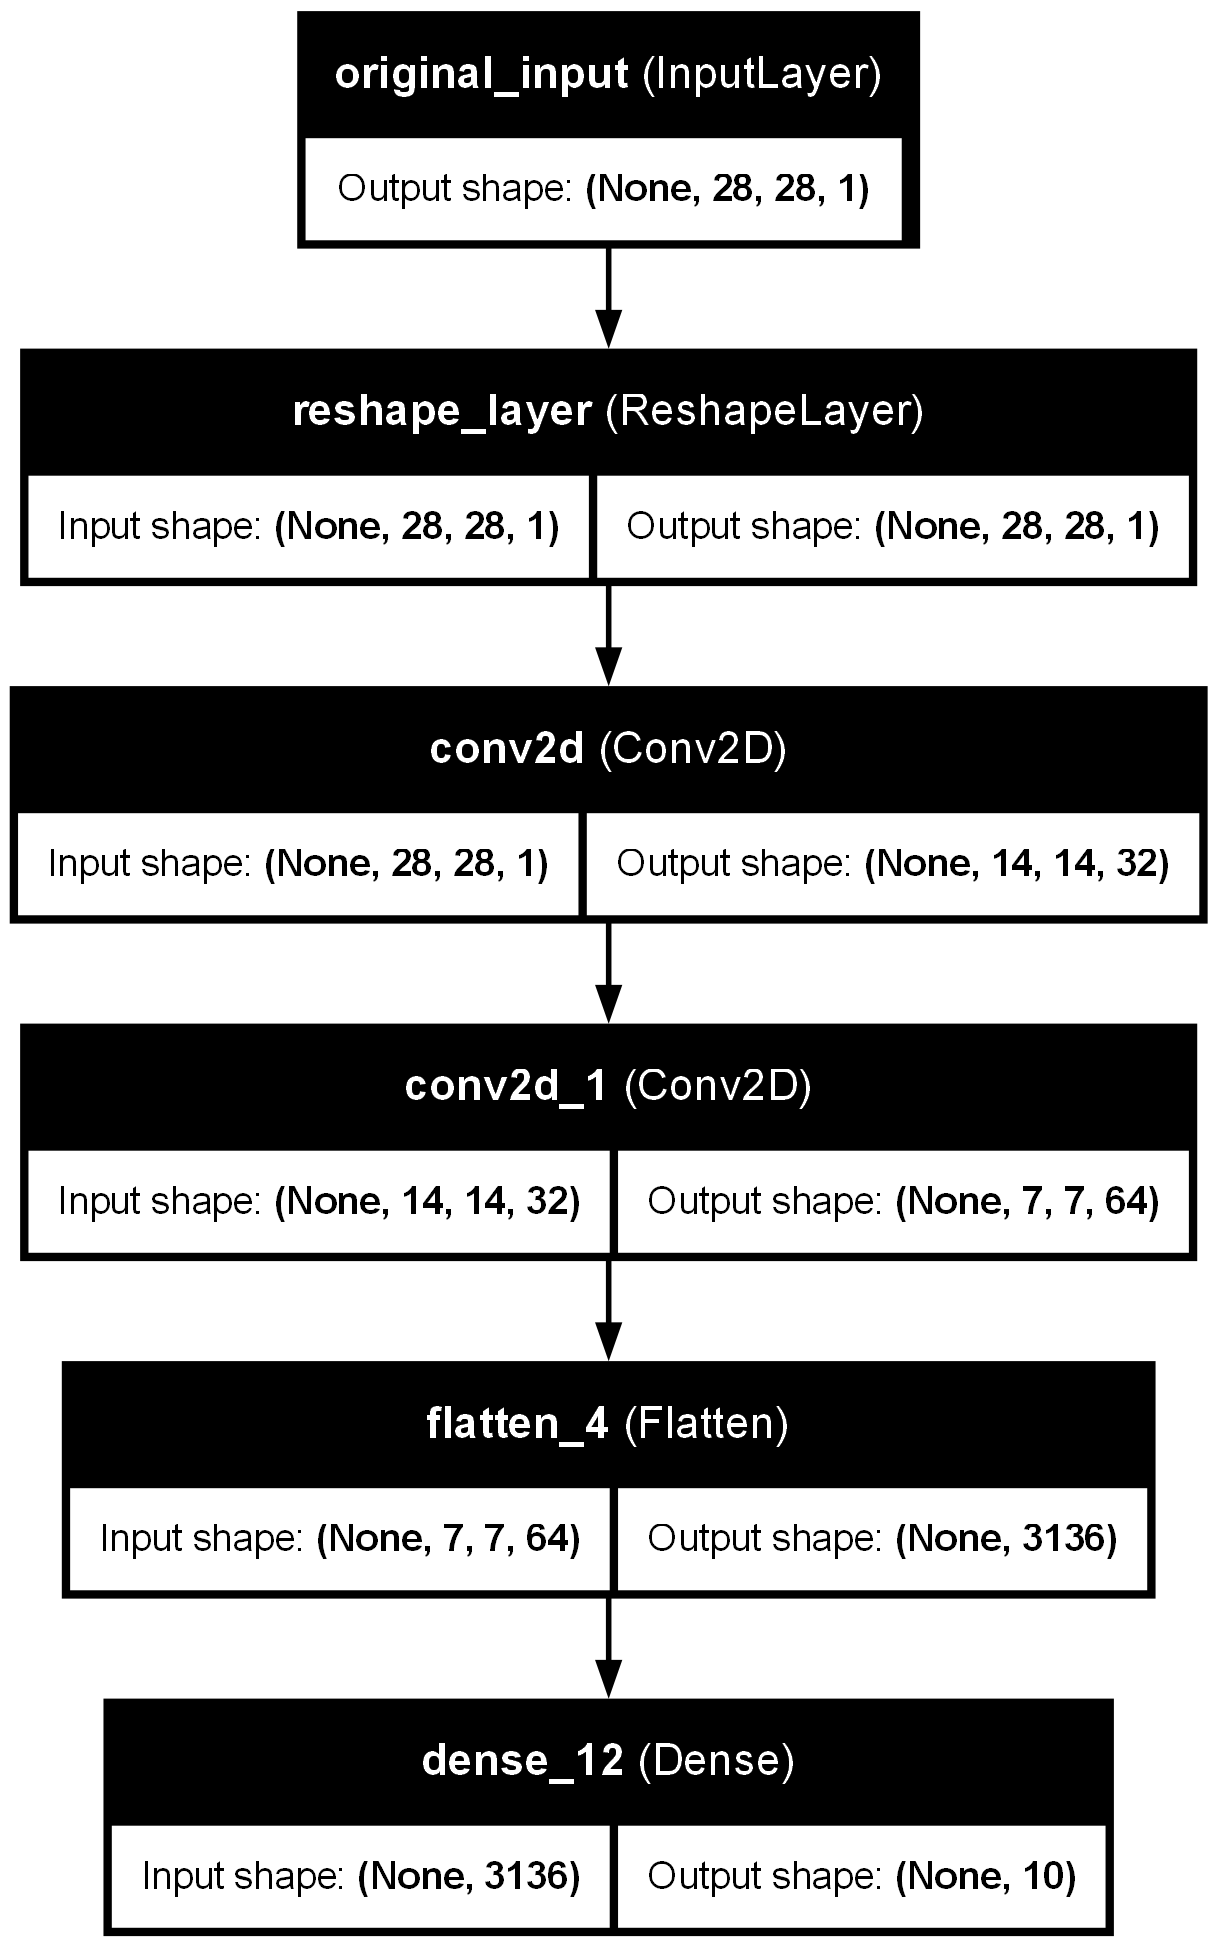 original_input (InputLayer)
Output shape: (None, 28, 28, 1)
reshape_layer (ReshapeLayer)
Input shape: (None, 28, 28, 1)
Output shape: (None, 28, 28, 1)
conv2d (Conv2D)
Input shape: (None, 28, 28, 1)
Output shape: (None, 14, 14, 32)
conv2d_1 (Conv2D)
Input shape: (None, 14, 14, 32)
Output shape: (None, 7, 7, 64)
flatten_4 (Flatten)
Input shape: (None, 7, 7, 64)
Output shape: (None, 3136)
dense_12 (Dense)
Input shape: (None, 3136)
Output shape: (None, 10)